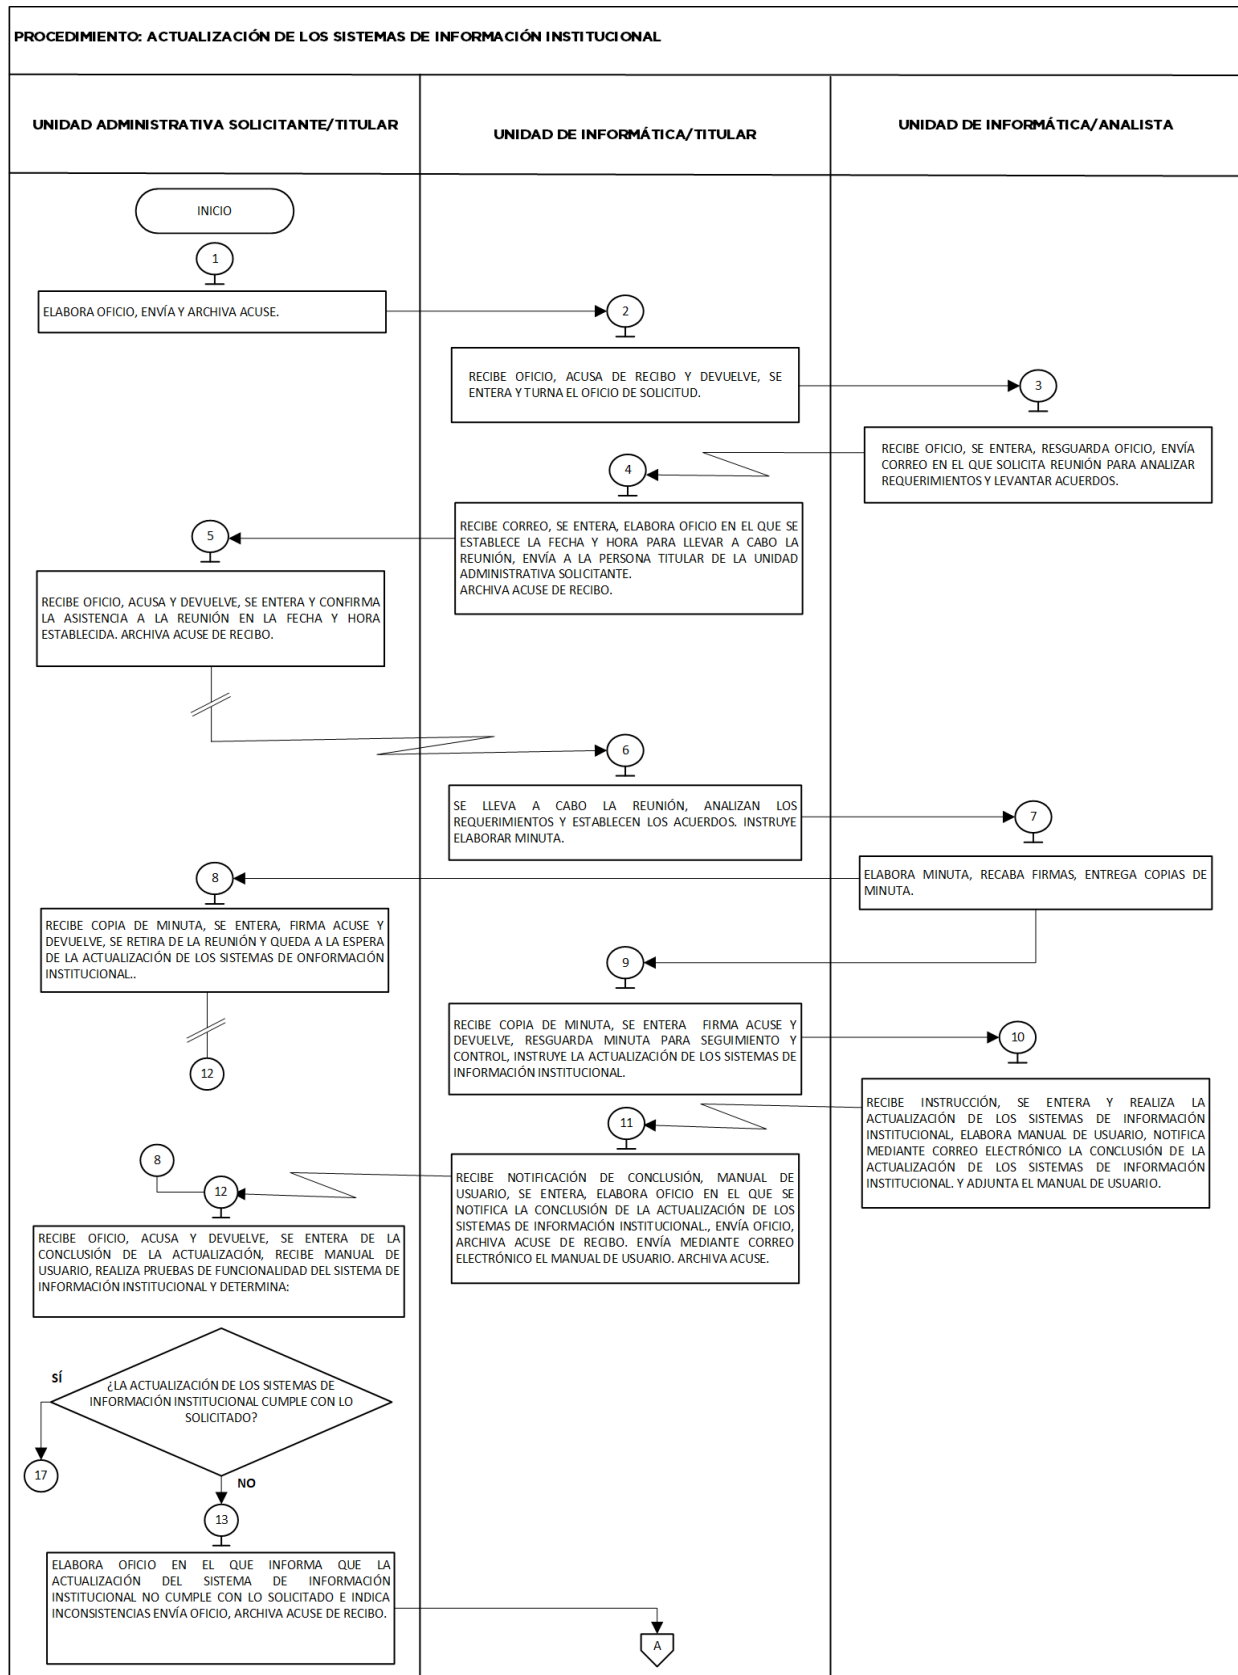 PROCEDIMIENTO: ACTUALIZACIÓN DE LOS SISTEMAS DE INFORMACIÓN INSTITUCIONAL
UNIDAD ADMINISTRATIVA SOLICITANTE/TITULAR
UNIDAD DE INFORMÁTICA/TITULAR
UNIDAD DE INFORMÁTICA/ANALISTA
INICIO
1
ELABORA OFICIO, ENVÍA Y ARCHIVA ACUSE.
2
RECIBE OFICIO, ACUSA DE RECIBO Y DEVUELVE, SE
ENTERA Y TURNA EL OFICIO DE SOLICITUD.
3
RECIBE OFICIO, SE ENTERA, RESGUARDA OFICIO, ENVÍA
CORREO EN EL QUE SOLICITA REUNIÓN PARA ANALIZAR
REQUERIMIENTOS Y LEVANTAR ACUERDOS.
4
RECIBE CORREO, SE ENTERA, ELABORA OFICIO EN EL QUE SE
ESTABLECE LA FECHA Y HORA PARA LLEVAR A CABO LA
REUNIÓN, ENVÍA A LA PERSONA TITULAR DE LA UNIDAD
ADMINISTRATIVA SOLICITANTE.
ARCHIVA ACUSE DE RECIBO.
5
RECIBE OFICIO, ACUSA Y DEVUELVE, SE ENTERA Y CONFIRMA
LA ASISTENCIA A LA REUNIÓN EN LA FECHA Y HORA
ESTABLECIDA. ARCHIVA ACUSE DE RECIBO.
6
SE LLEVA A CABO LA REUNIÓN, ANALIZAN LOS
REQUERIMIENTOS Y ESTABLECEN LOS ACUERDOS. INSTRUYE
ELABORAR MINUTA.
7
ELABORA MINUTA, RECABA FIRMAS, ENTREGA COPIAS DE
MINUTA.
8
RECIBE COPIA DE MINUTA, SE ENTERA, FIRMA ACUSE Y
DEVUELVE, SE RETIRA DE LA REUNIÓN Y QUEDA A LA ESPERA
DE LA ACTUALIZACIÓN DE LOS SISTEMAS DE ONFORMACIÓN
INSTITUCIONAL..
12
9
RECIBE COPIA DE MINUTA, SE ENTERA FIRMA ACUSE Y
DEVUELVE, RESGUARDA MINUTA PARA SEGUIMIENTO Y
CONTROL, INSTRUYE LA ACTUALIZACIÓN DE LOS SISTEMAS DE
INFORMACIÓN INSTITUCIONAL.
10
RECIBE INSTRUCCIÓN, SE ENTERA Y REALIZA LA
ACTUALIZACIÓN DE LOS SISTEMAS DE INFORMACIÓN
INSTITUCIONAL, ELABORA MANUAL DE USUARIO, NOTIFICA
MEDIANTE CORREO ELECTRÓNICO LA CONCLUSIÓN DE LA
ACTUALIZACIÓN DE LOS SISTEMAS DE INFORMACIÓN
INSTITUCIONAL. Y ADJUNTA EL MANUAL DE USUARIO.
11
RECIBE NOTIFICACIÓN DE CONCLUSIÓN, MANUAL DE
USUARIO, SE ENTERA, ELABORA OFICIO EN EL QUE SE
NOTIFICA LA CONCLUSIÓN DE LA ACTUALIZACIÓN DE LOS
SISTEMAS DE INFORMACIÓN INSTITUCIONAL., ENVÍA OFICIO,
ARCHIVA ACUSE DE RECIBO. ENVÍA MEDIANTE CORREO
ELECTRÓNICO EL MANUAL DE USUARIO. ARCHIVA ACUSE.
8
12
RECIBE OFICIO, ACUSA Y DEVUELVE, SE ENTERA DE LA
CONCLUSIÓN DE LA ACTUALIZACIÓN, RECIBE MANUAL DE
USUARIO, REALIZA PRUEBAS DE FUNCIONALIDAD DEL SISTEMA DE
INFORMACIÓN INSTITUCIONAL Y DETERMINA:
¿LA ACTUALIZACIÓN DE LOS SISTEMAS DE
INFORMACIÓN INSTITUCIONAL CUMPLE CON LO
SOLICITADO?
SÍ
17
NO
13
ELABORA OFICIO EN EL QUE INFORMA QUE LA
ACTUALIZACIÓN DEL SISTEMA DE INFORMACIÓN
INSTITUCIONAL NO CUMPLE CON LO SOLICITADO E INDICA
INCONSISTENCIAS ENVÍA OFICIO, ARCHIVA ACUSE DE RECIBO.
A